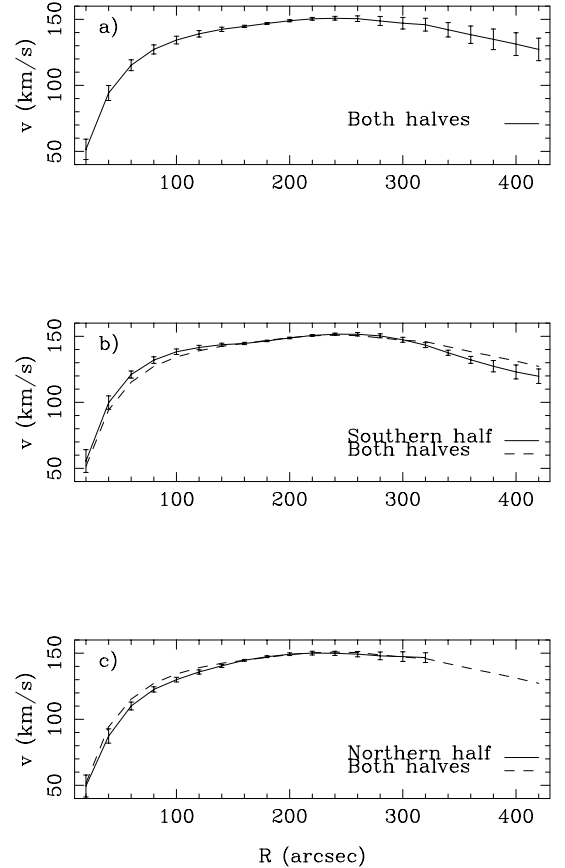 a)
150
100
50
v (km/s)
Both halves
100 200 300 400
b)
150
100
50
v (km/s)
Southern half
Both halves
100 200 300 400
c)
150
100
50
v (km/s)
Northern half
Both halves
100 200 300 400
R (arcsec)